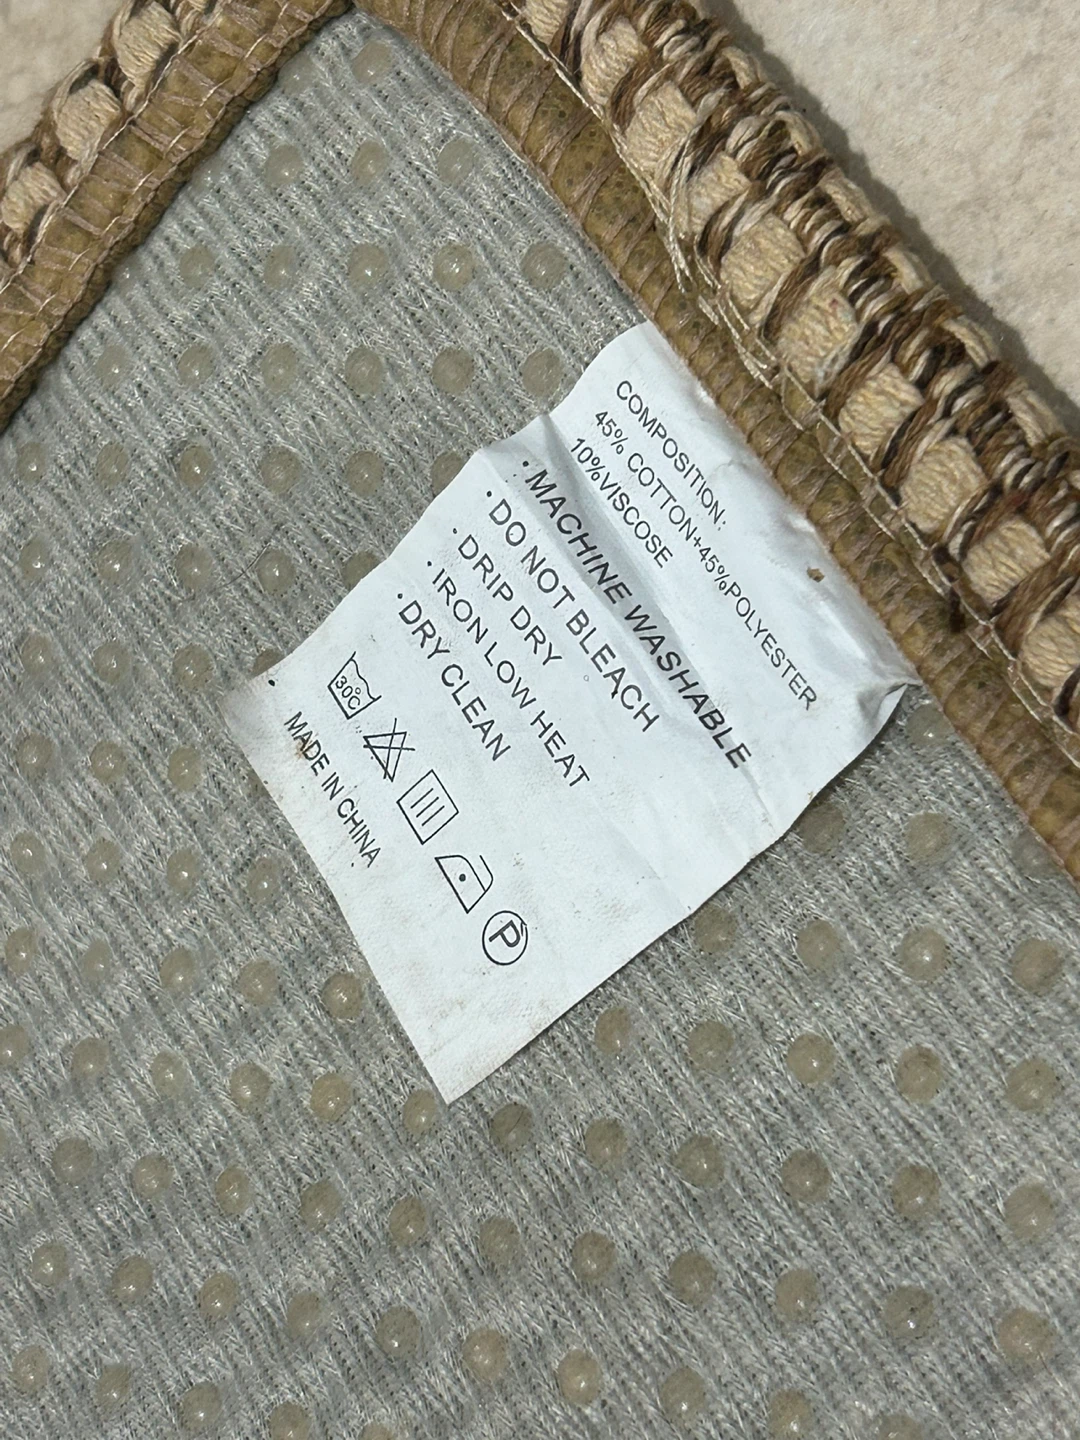 COMPOSITION:
45% COTTON+45%POLYESTER
10%VISCOSE
· MACHINE WASHABLE
· DO NOT BLEACH
· DRIP DRY
· IRON LOW HEAT
· DRY CLEAN
30°C
P
MADE IN CHINA